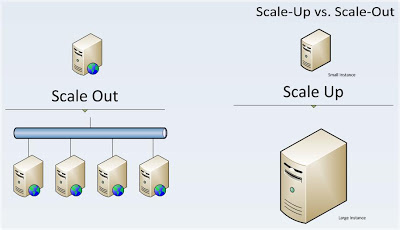 Scale-Up vs. Scale-Out
Small Instance
Scale Out
Scale Up
Large Instance